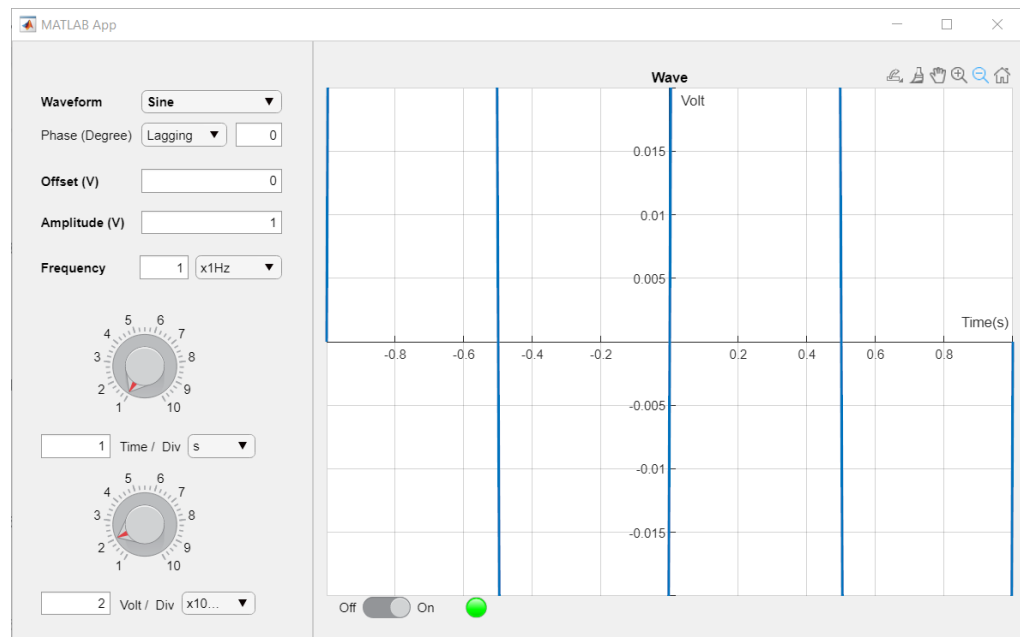 MATLAB App
Waveform Sine
Phase (Degree) Lagging 0
Offset (V) 0
Amplitude (V) 1
Frequency 1 x1Hz
1 2 3 4 5 6 7 8 9 10
1 Time / Div s
1 2 3 4 5 6 7 8 9 10
2 Volt / Div x10...
Wave
Volt
0.015
0.01
0.005
Time(s)
-0.8 -0.6 -0.4 -0.2 0.2 0.4 0.6 0.8
-0.005
-0.01
-0.015
Off On